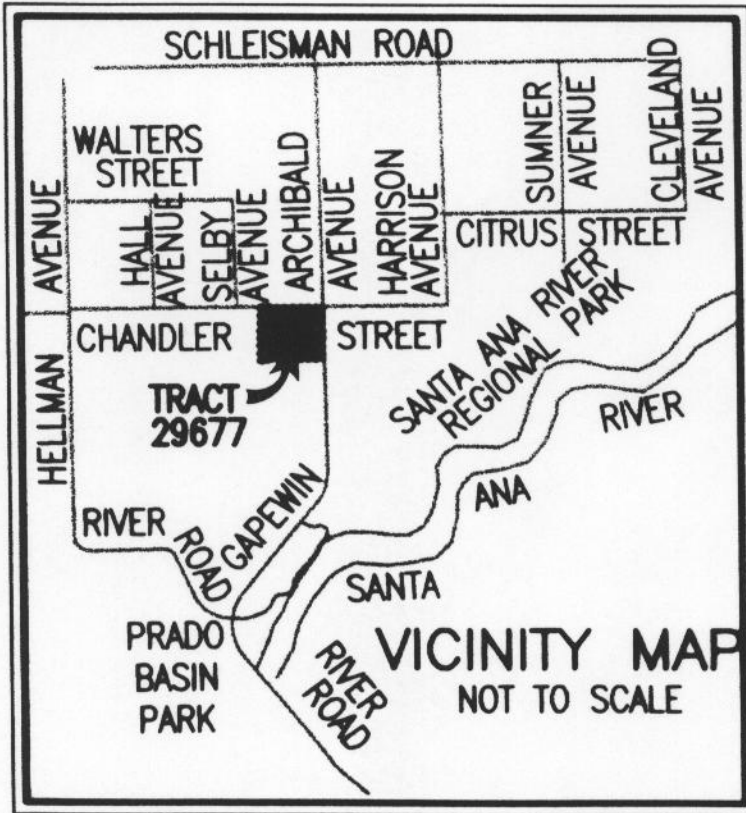 SCHLEISMAN ROAD
WALTERS
STREET
AVENUE
HALL
AVENUE
SELBY
AVENUE
ARCHIBALD
AVENUE
HARRISON
AVENUE
SUMNER
AVENUE
CLEVELAND
AVENUE
CITRUS STREET
HELLMAN
CHANDLER
STREET
TRACT
29677
SANTA ANA RIVER
REGIONAL PARK
RIVER
ANA
SANTA
RIVER
ROAD
GAPEWIN
PRADO
BASIN
PARK
RIVER
ROAD
VICINITY MAP
NOT TO SCALE